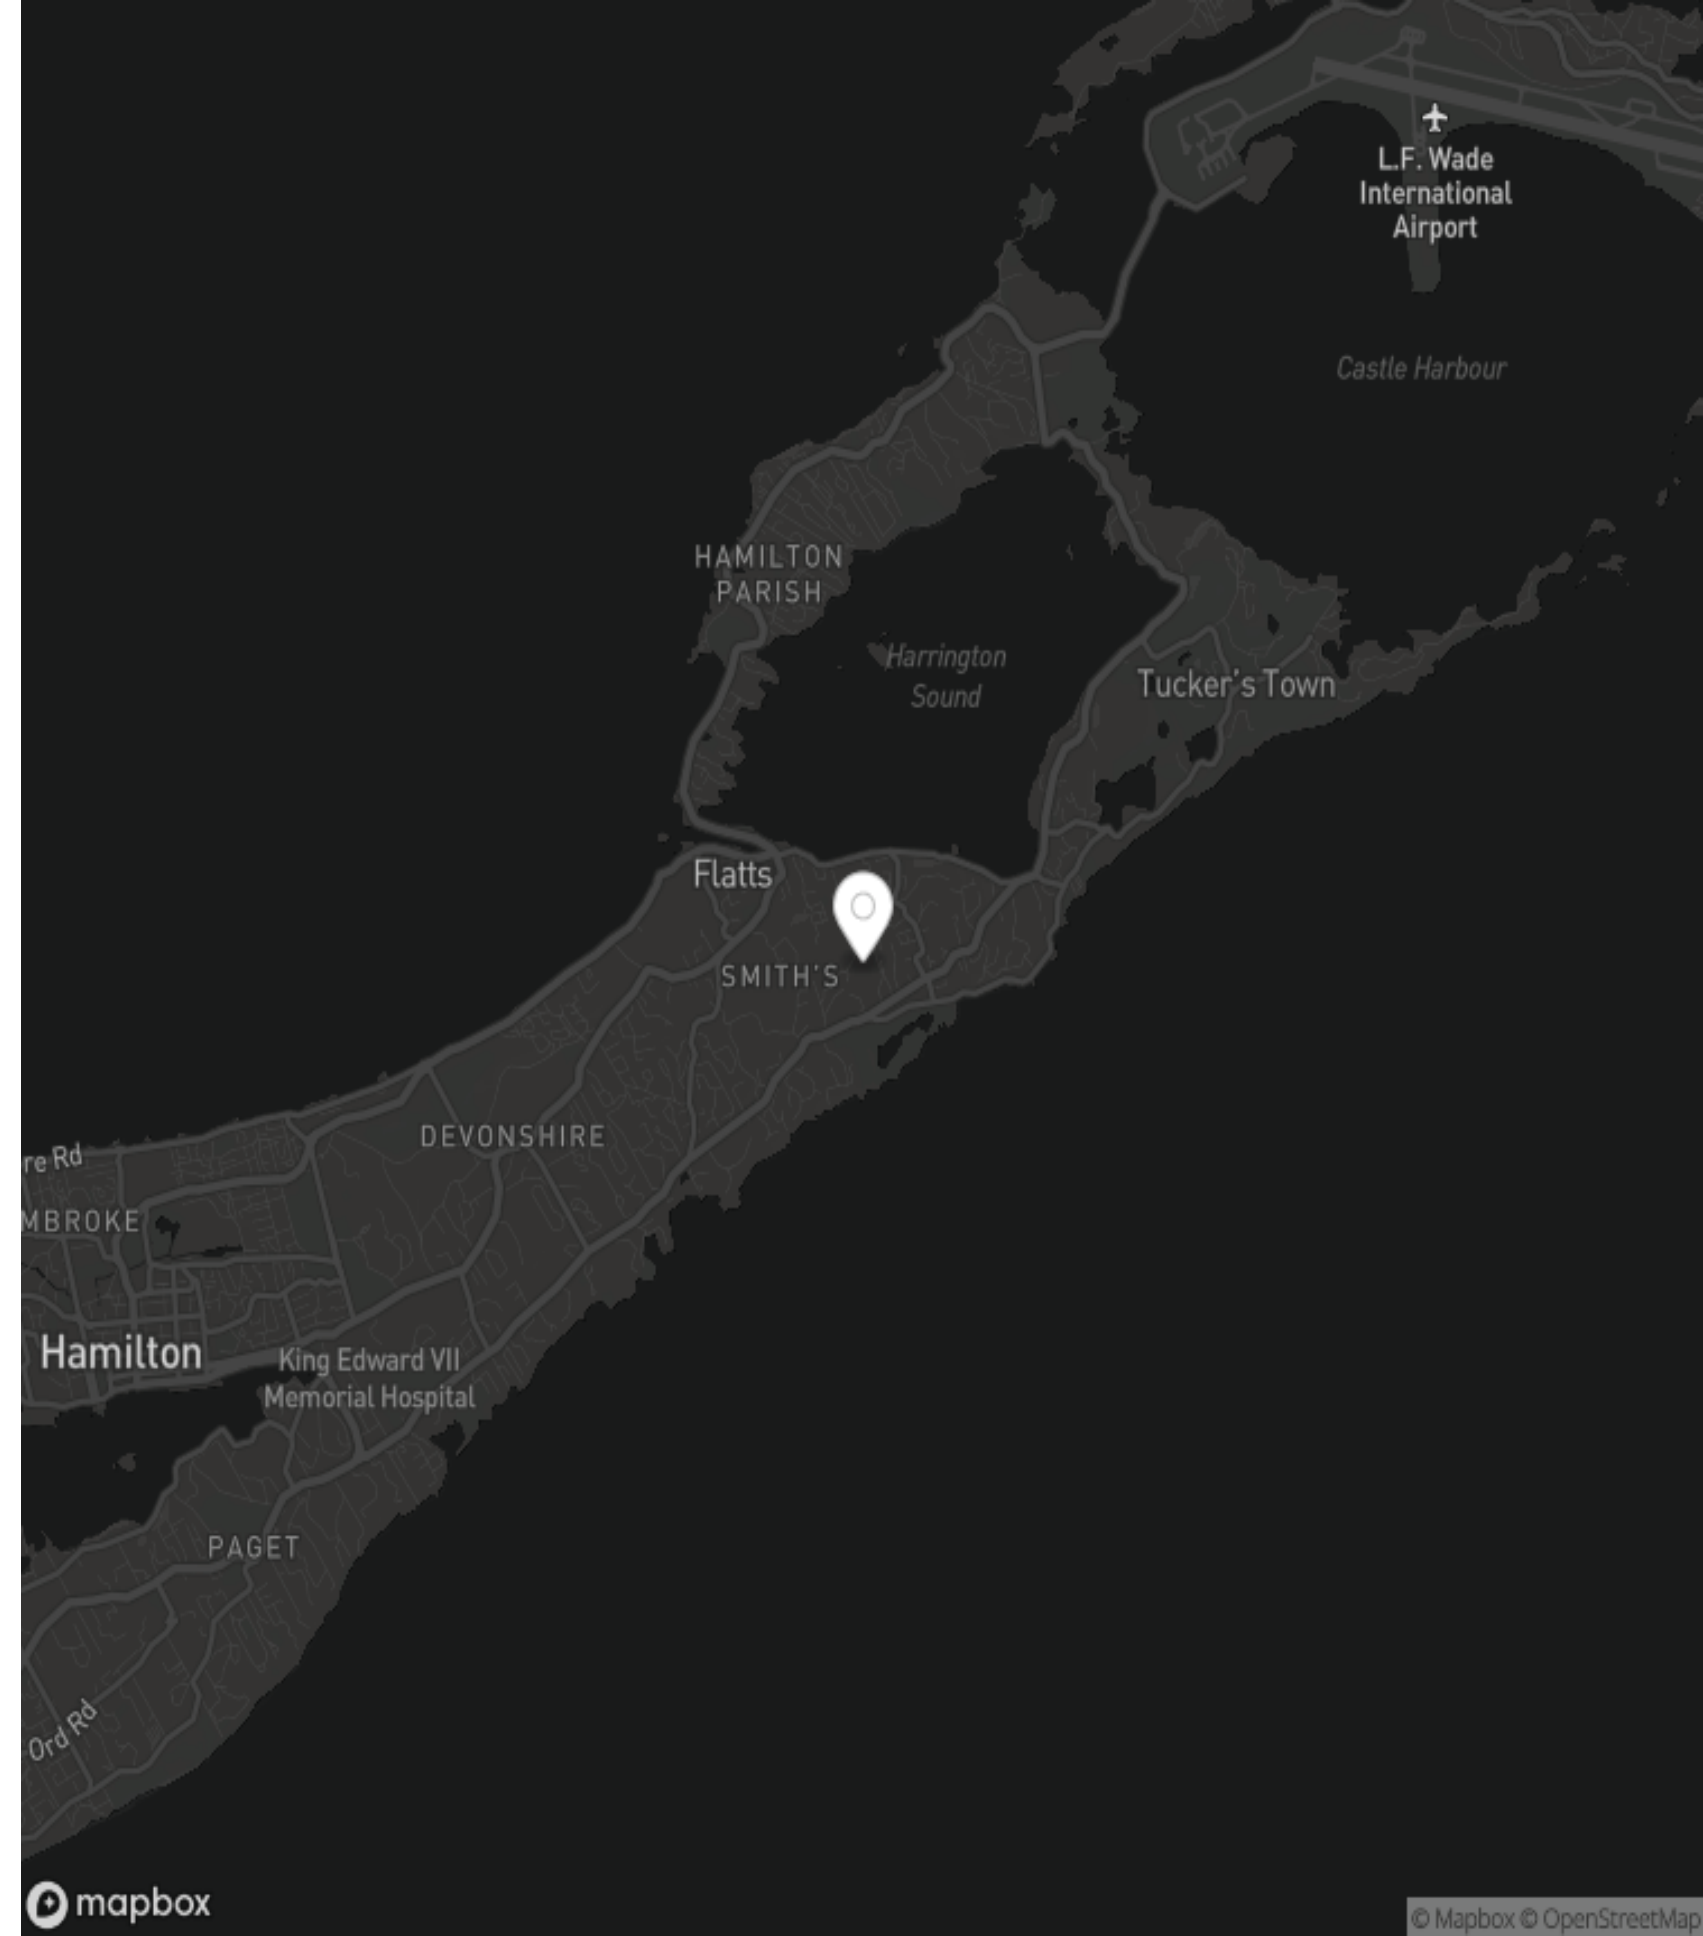 L.F. Wade
International
Airport
Castle Harbour
HAMILTON
PARISH
Harrington
Sound
Tucker's Town
Flatts
SMITH'S
DEVONSHIRE
re Rd
MBROKE
Hamilton
King Edward VII
Memorial Hospital
PAGET
Ord Rd
mapbox
© Mapbox © OpenStreetMap